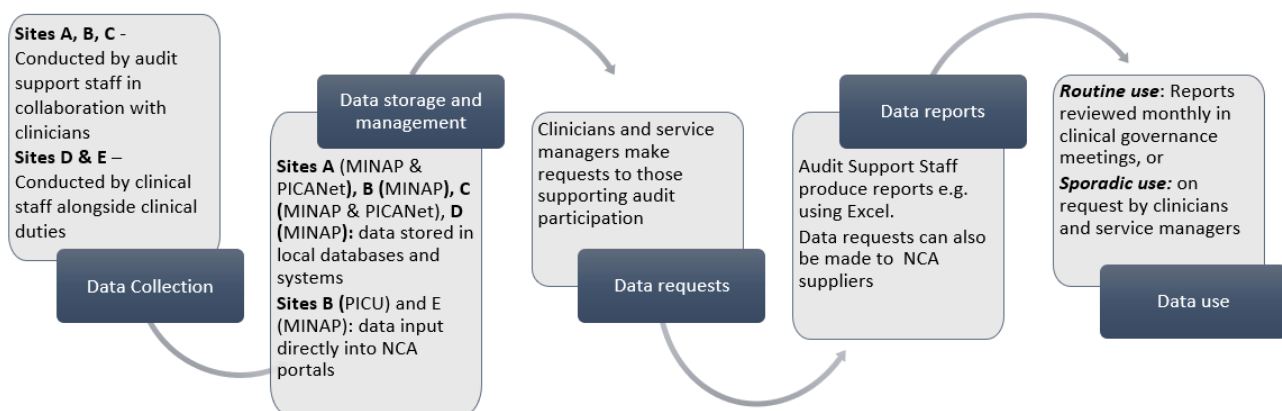 Sites A, B, C -
Conducted by audit
support staff in
collaboration with
clinicians
Sites D & E –
Conducted by clinical
staff alongside clinical
duties
Data Collection
Data storage and
management
Sites A (MINAP &
PICANet), B (MINAP), C
(MINAP & PICANet), D
(MINAP): data stored in
local databases and
systems
Sites B (PICU) and E
(MINAP): data input
directly into NCA
portals
Clinicians and service
managers make
requests to those
supporting audit
participation
Data requests
Data reports
Audit Support Staff
produce reports e.g.
using Excel.
Data requests can also
be made to  NCA
suppliers
Routine use: Reports
reviewed monthly in
clinical governance
meetings, or
Sporadic use: on
request by clinicians
and service managers
Data use